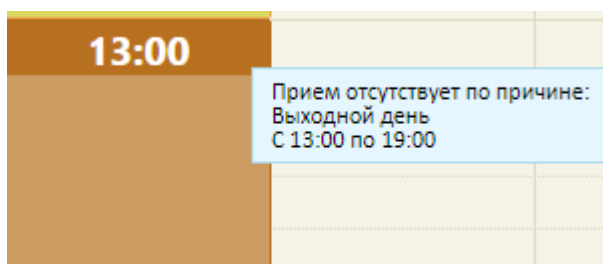 13:00
Прием отсутствует по причине:
Выходной день
С 13:00 по 19:00